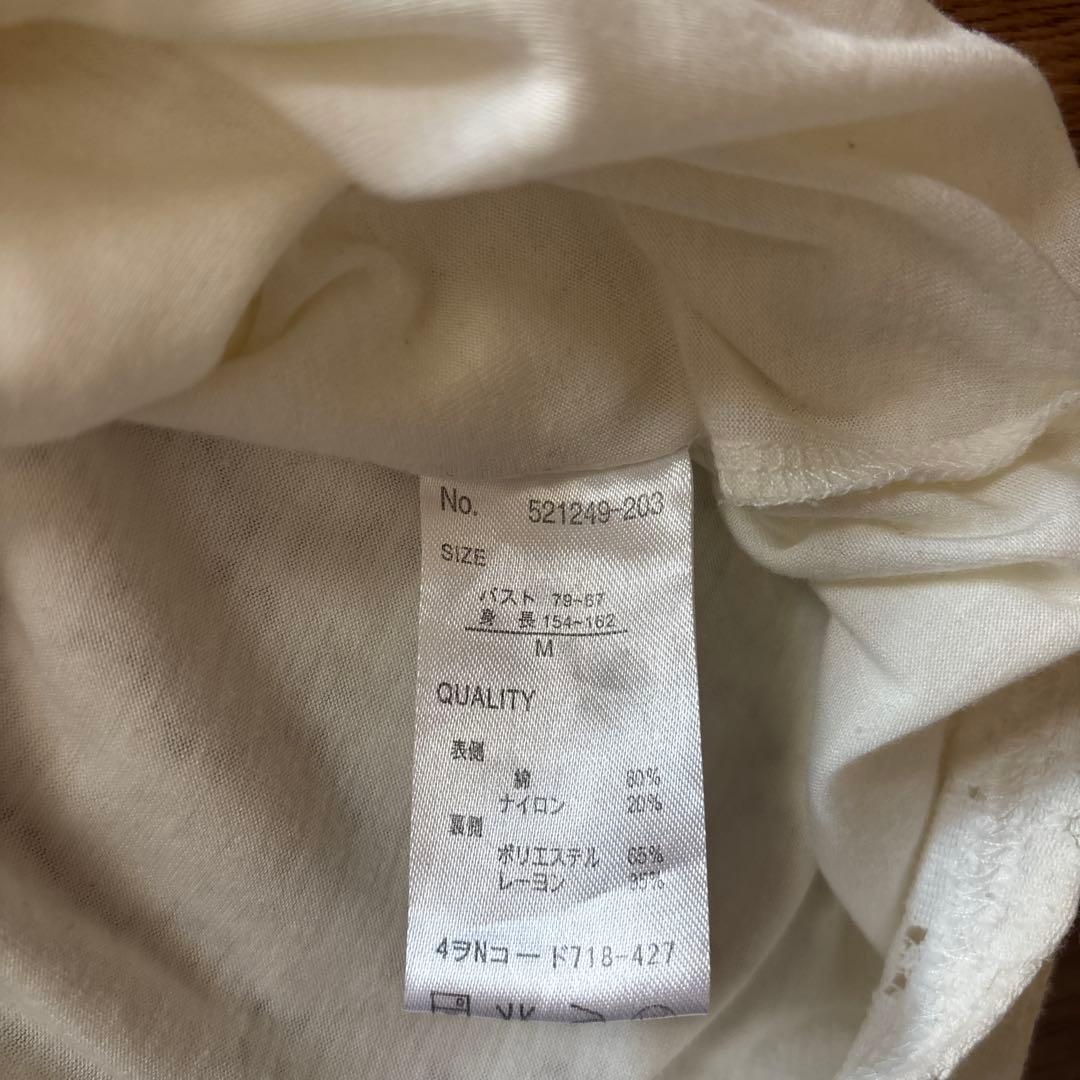 No. 521249-203
SIZE
バスト 79-87
身 長 154-162
M
QUALITY
表側
綿 80%
ナイロン 20%
裏側
ポリエステル 65%
レーヨン 35%
4ヲNコード718-427